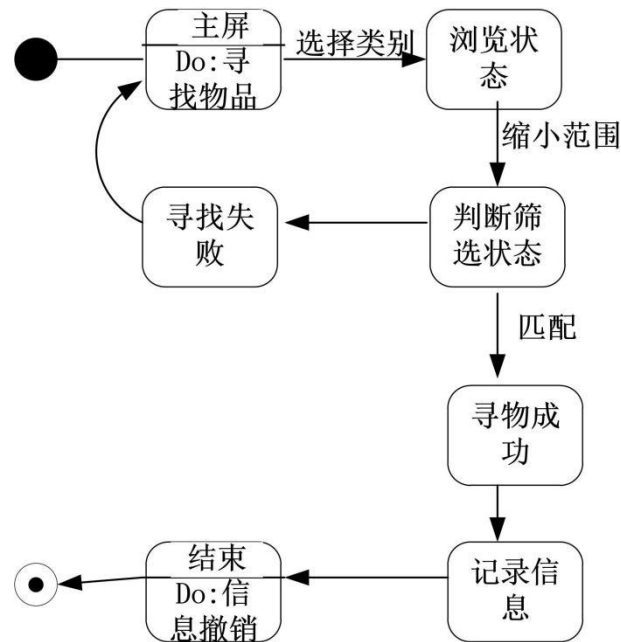 主屏
Do:寻
找物品
选择类别
浏览状
态
缩小范围
寻找失
败
判断筛
选状态
匹配
寻物成
功
结束
Do:信
息撤销
记录信
息